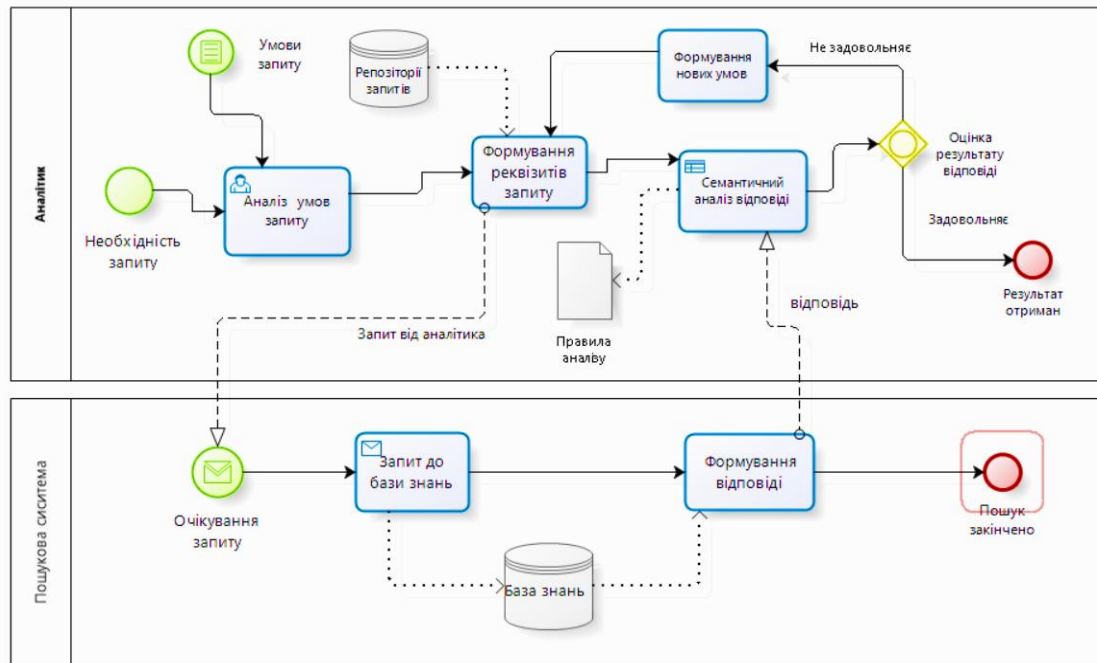 Аналітик
Умови
запиту
Репозіторії
запитів
Формування
нових умов
Не задовольняє
Оцінка
результату
відповіді
Формування
реквізитів
запиту
Семантичний
аналіз відповіді
Аналіз умов
запиту
Необхідність
запиту
Задовольняє
Результат
отриман
Правила
аналізу
Запит від аналітика
відповідь
Пошукова сиситема
Очікування
запиту
Запит до
бази знань
Формування
відповіді
Пошук
закінчено
База знань